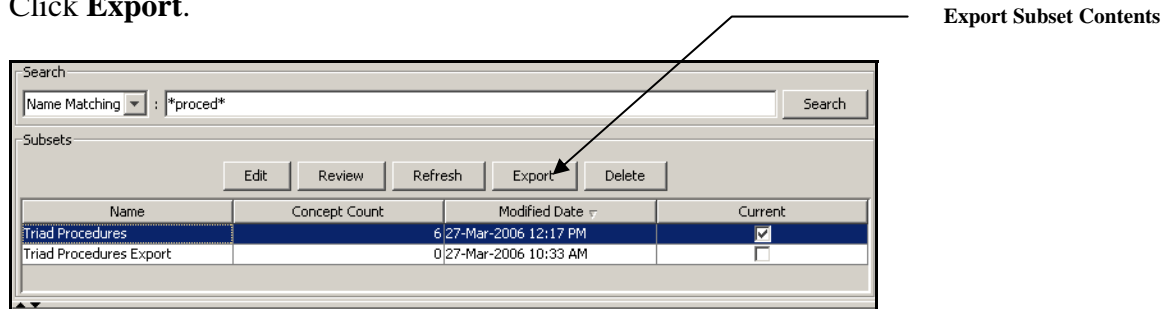 Click Export.
Export Subset Contents
Search
Name Matching : *proced* Search
Subsets
Edit Review Refresh Export Delete
Name Concept Count Modified Date Current
Triad Procedures 6 27-Mar-2006 12:17 PM
Triad Procedures Export 0 27-Mar-2006 10:33 AM